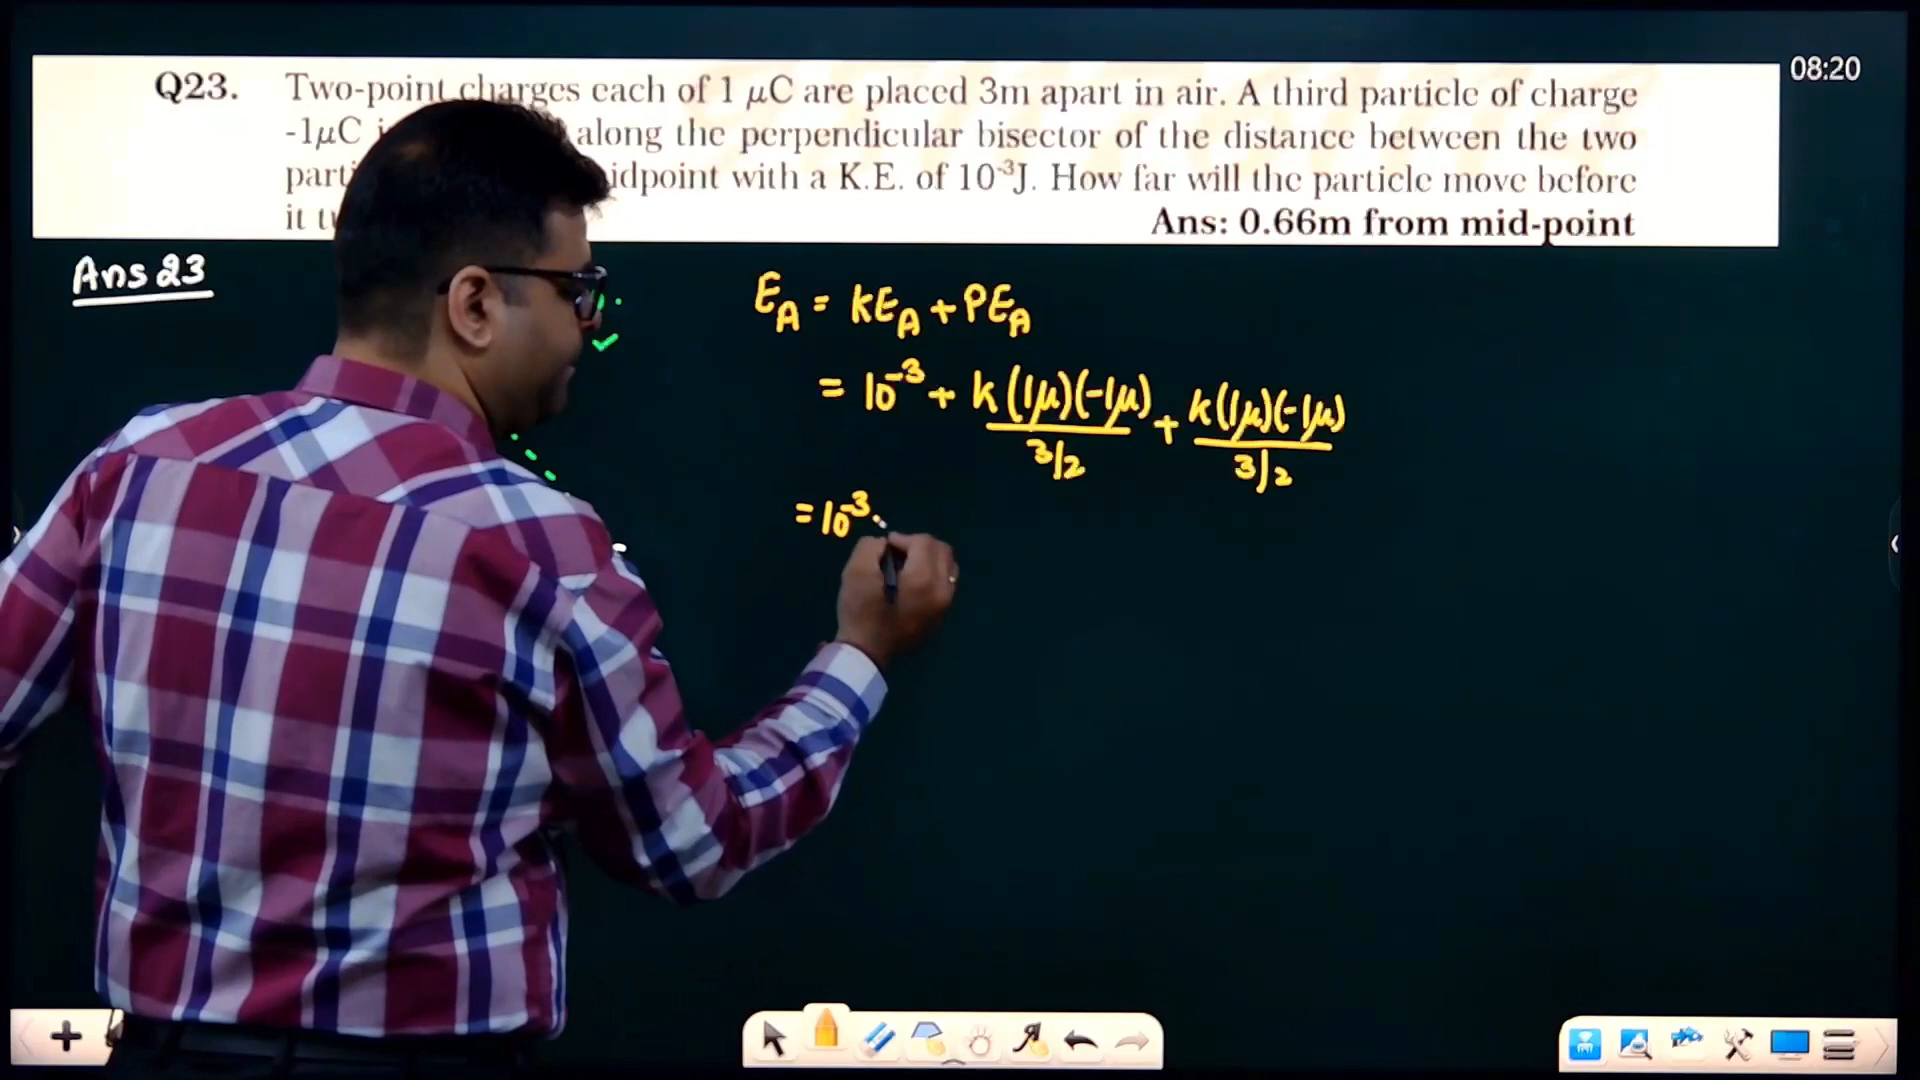 08:20
Q23. Two-point charges each of 1 μC are placed 3m apart in air. A third particle of charge
-1μC along the perpendicular bisector of the distance between the two
part idpoint with a K.E. of 10⁻³J. How far will the particle move before
it t
Ans: 0.66m from mid-point
Ans 23
E_A = KE_A + PE_A
= 10⁻³ + k(1μ)(-1μ)/3/2 + k(1μ)(-1μ)/3/2
= 10⁻³